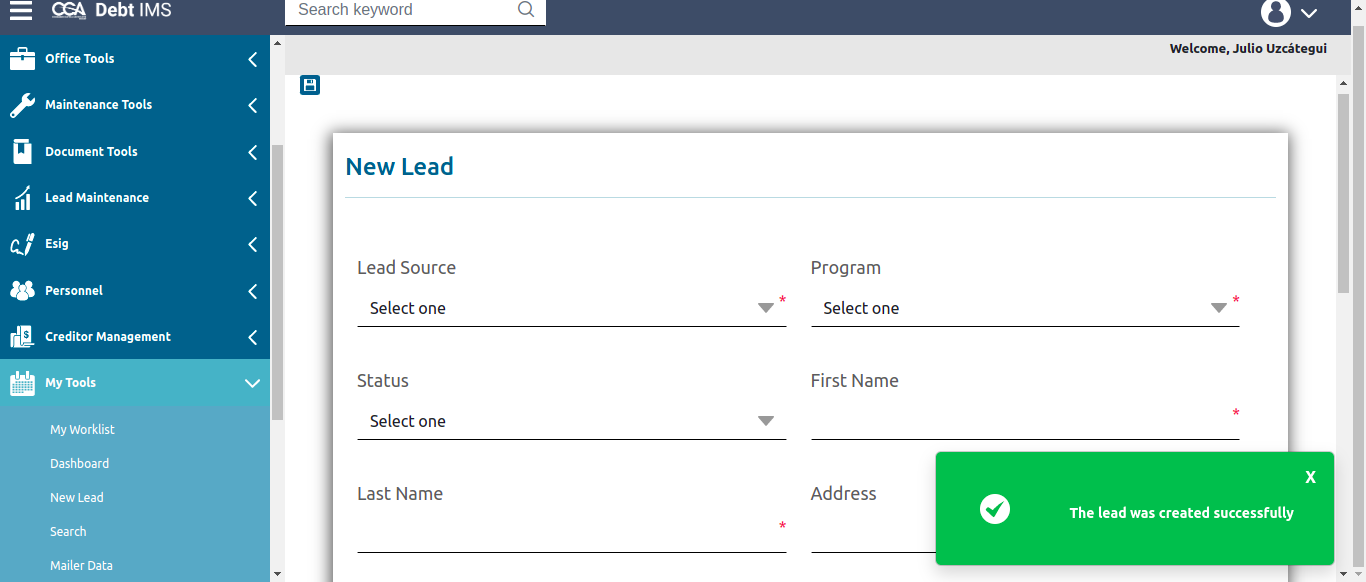 CGA Debt IMS
Search keyword
Welcome, Julio Uzcátegui
Office Tools
Maintenance Tools
Document Tools
Lead Maintenance
Esig
Personnel
Creditor Management
My Tools
My Worklist
Dashboard
New Lead
Search
Mailer Data
New Lead
Lead Source
Select one *
Program
Select one *
Status
Select one
First Name
*
Last Name
*
Address
X
The lead was created successfully